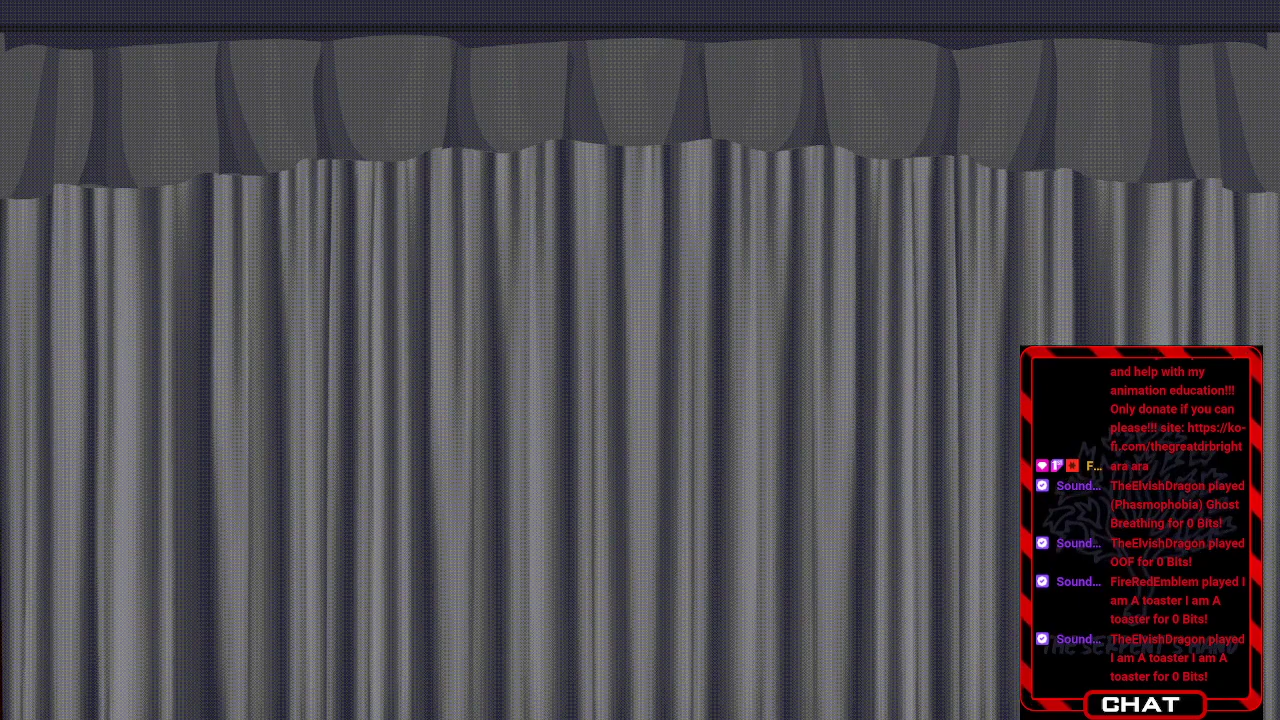 and help with my
animation education!!!
Only donate if you can
please!!! site: https://ko-
fi.com/thegreatdrbright
F... ara ara
Sound... TheElvishDragon played
(Phasmophobia) Ghost
Breathing for 0 Bits!
Sound... TheElvishDragon played
OOF for 0 Bits!
Sound... FireRedEmblem played I
am A toaster I am A
toaster for 0 Bits!
Sound... TheElvishDragon played
I am A toaster I am A
toaster for 0 Bits!
THE SERPENT'S HAND
CHAT